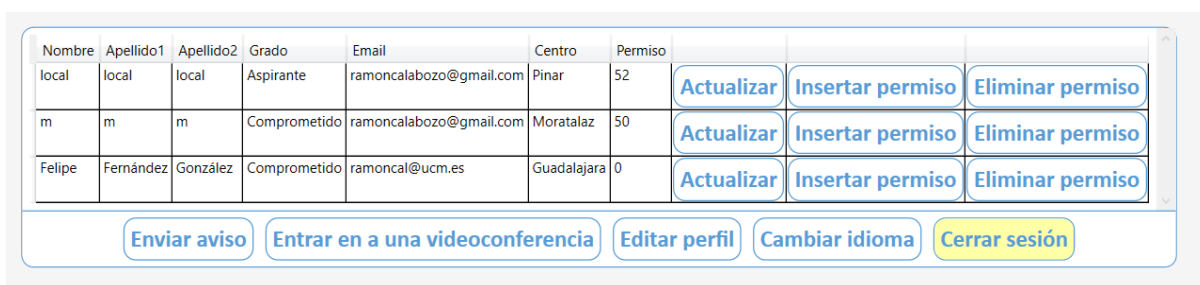 Nombre Apellido1 Apellido2 Grado Email Centro Permiso
local local local Aspirante ramoncalabozo@gmail.com Pinar 52 Actualizar Insertar permiso Eliminar permiso
m m m Comprometido ramoncalabozo@gmail.com Moratalaz 50 Actualizar Insertar permiso Eliminar permiso
Felipe Fernández González Comprometido ramoncal@ucm.es Guadalajara 0 Actualizar Insertar permiso Eliminar permiso
Enviar aviso Entrar en a una videoconferencia Editar perfil Cambiar idioma Cerrar sesión